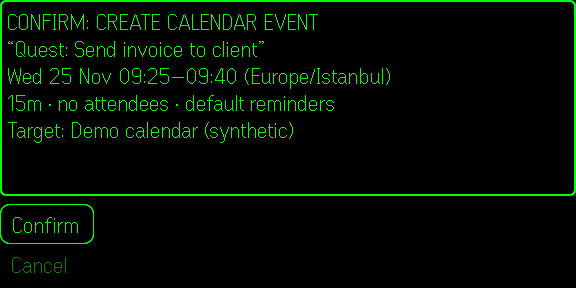 CONFIRM: CREATE CALENDAR EVENT
“Quest: Send invoice to client”
Wed 25 Nov 09:25–09:40 (Europe/Istanbul)
15m · no attendees · default reminders
Target: Demo calendar (synthetic)
Confirm
Cancel